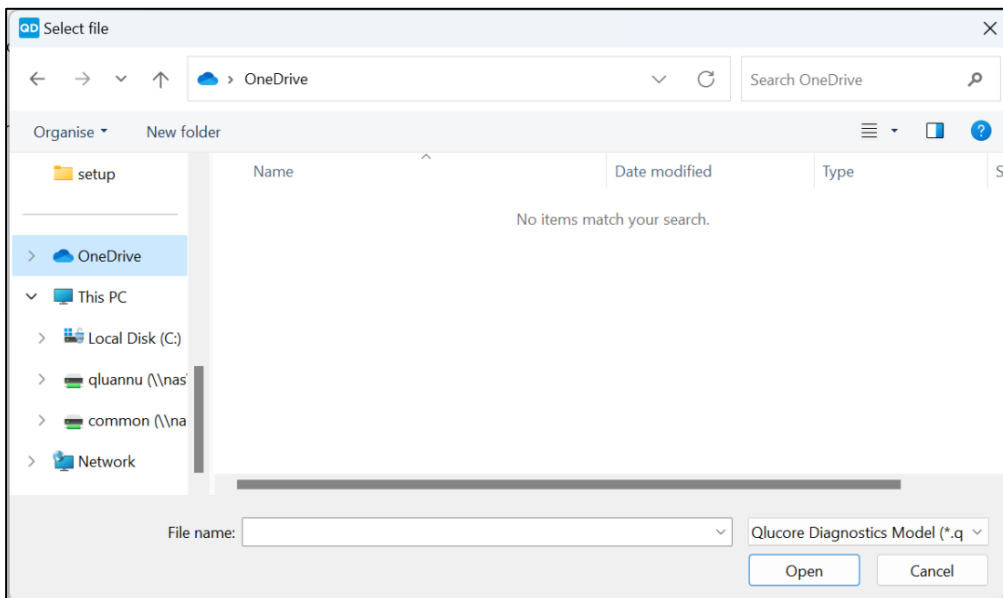 QD Select file
OneDrive
Search OneDrive
Organise New folder
?
setup
Name Date modified Type S
No items match your search.
OneDrive
This PC
Local Disk (C:)
qluannu (\\nas
common (\\na
Network
File name: Qlucore Diagnostics Model (*.q
Open Cancel